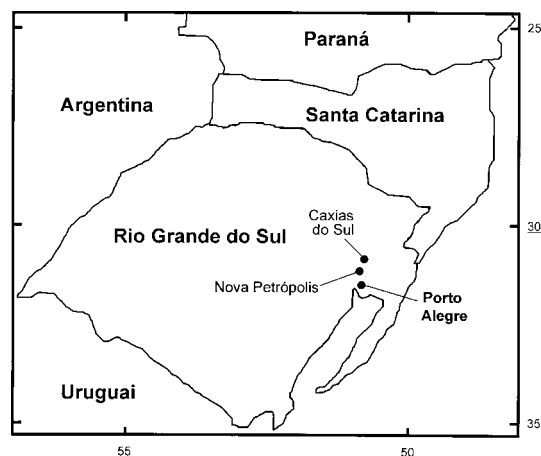 Paraná
25
Argentina
Santa Catarina
Caxias
do Sul
30
Rio Grande do Sul
Nova Petrópolis
Porto
Alegre
Uruguai
35
55
50